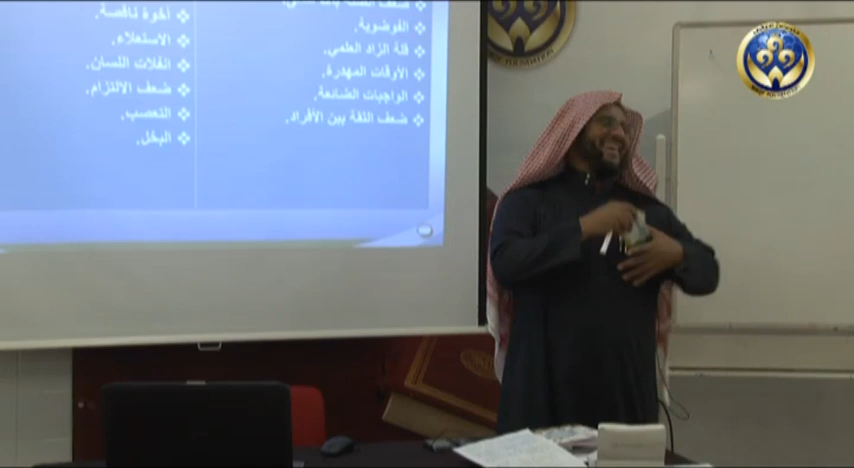 الفوضوية.
قلة الزاد العلمي.
الأوقات المهدرة.
الواجبات الضائعة.
ضعف الثقة بين الأفراد.
أخوة ناقصة.
الاستعلاء.
انفلات اللسان.
ضعف الالتزام.
التعصب.
البخل.